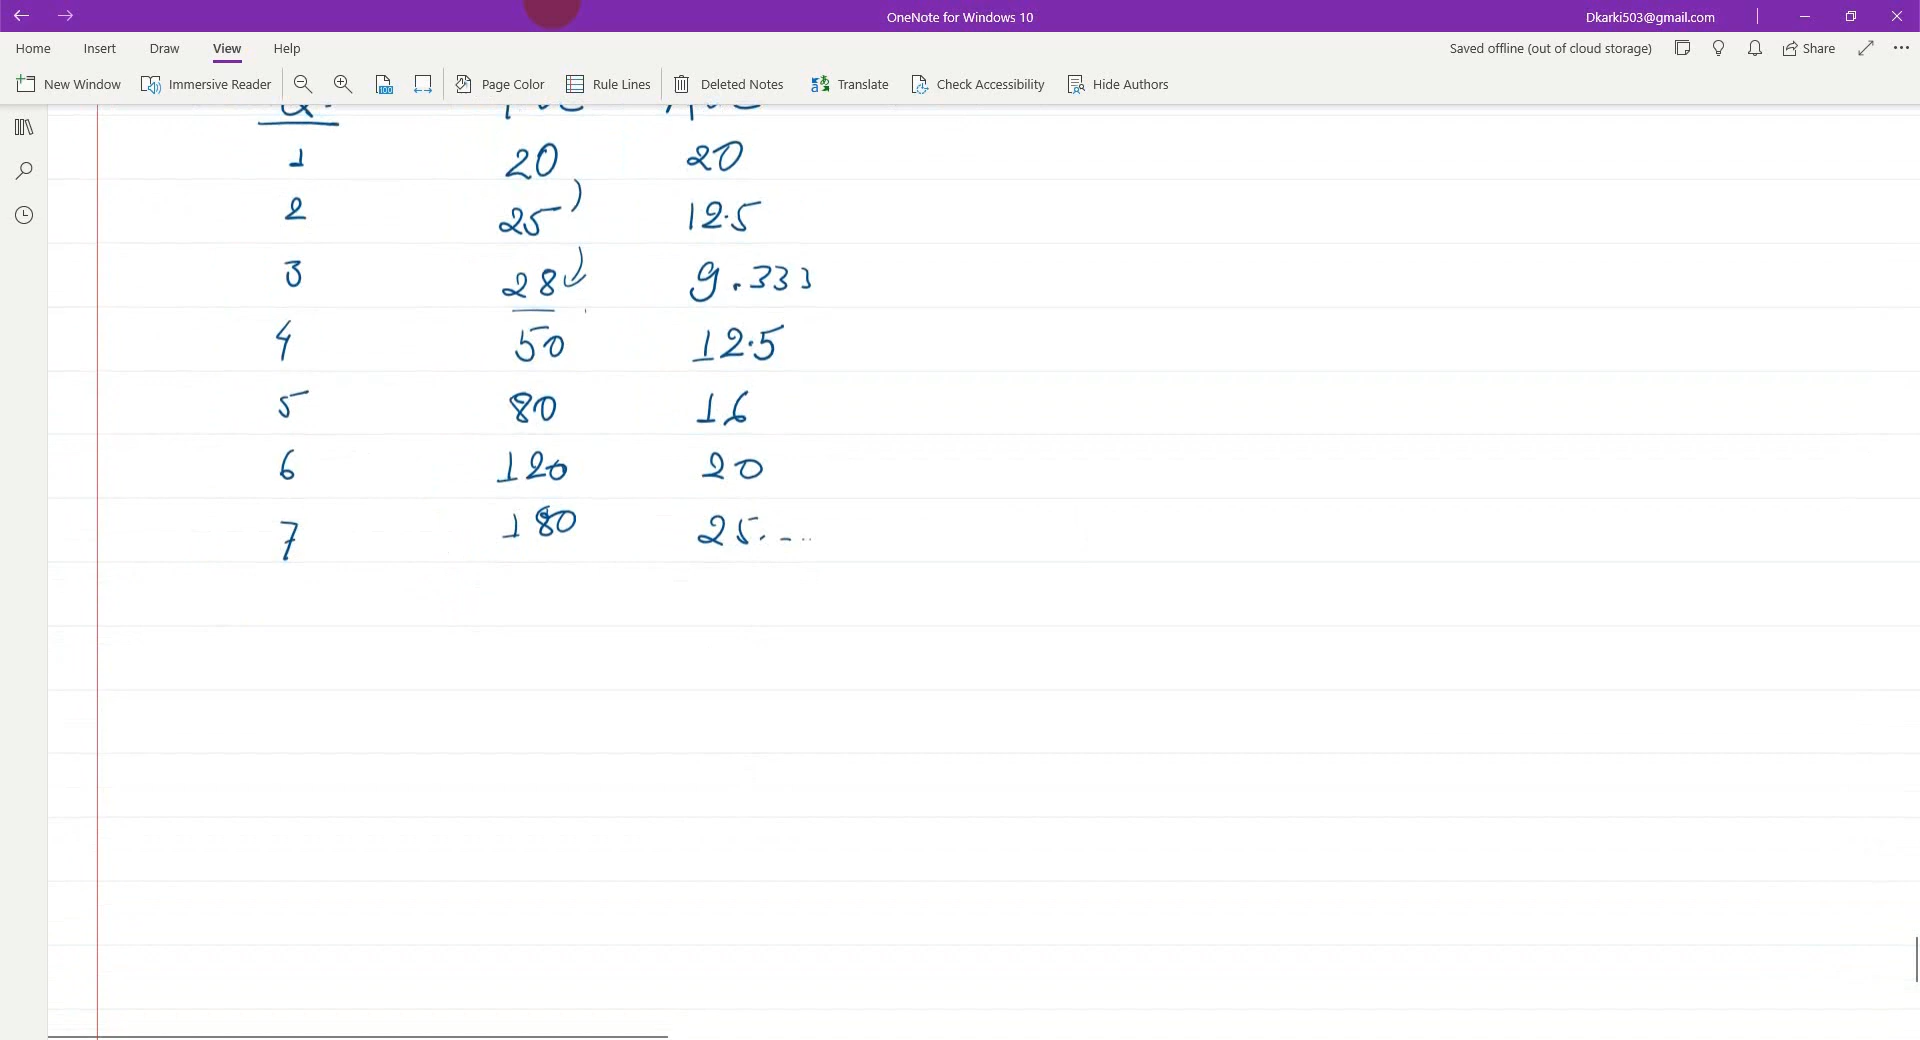 OneNote for Windows 10
Dkarki503@gmail.com
Home Insert Draw View Help
Saved offline (out of cloud storage) Share
New Window Immersive Reader 100 Page Color Rule Lines Deleted Notes Translate Check Accessibility Hide Authors
1 20 20
2 25 12.5
3 28 9.333
4 50 12.5
5 80 16
6 120 20
7 180 25....